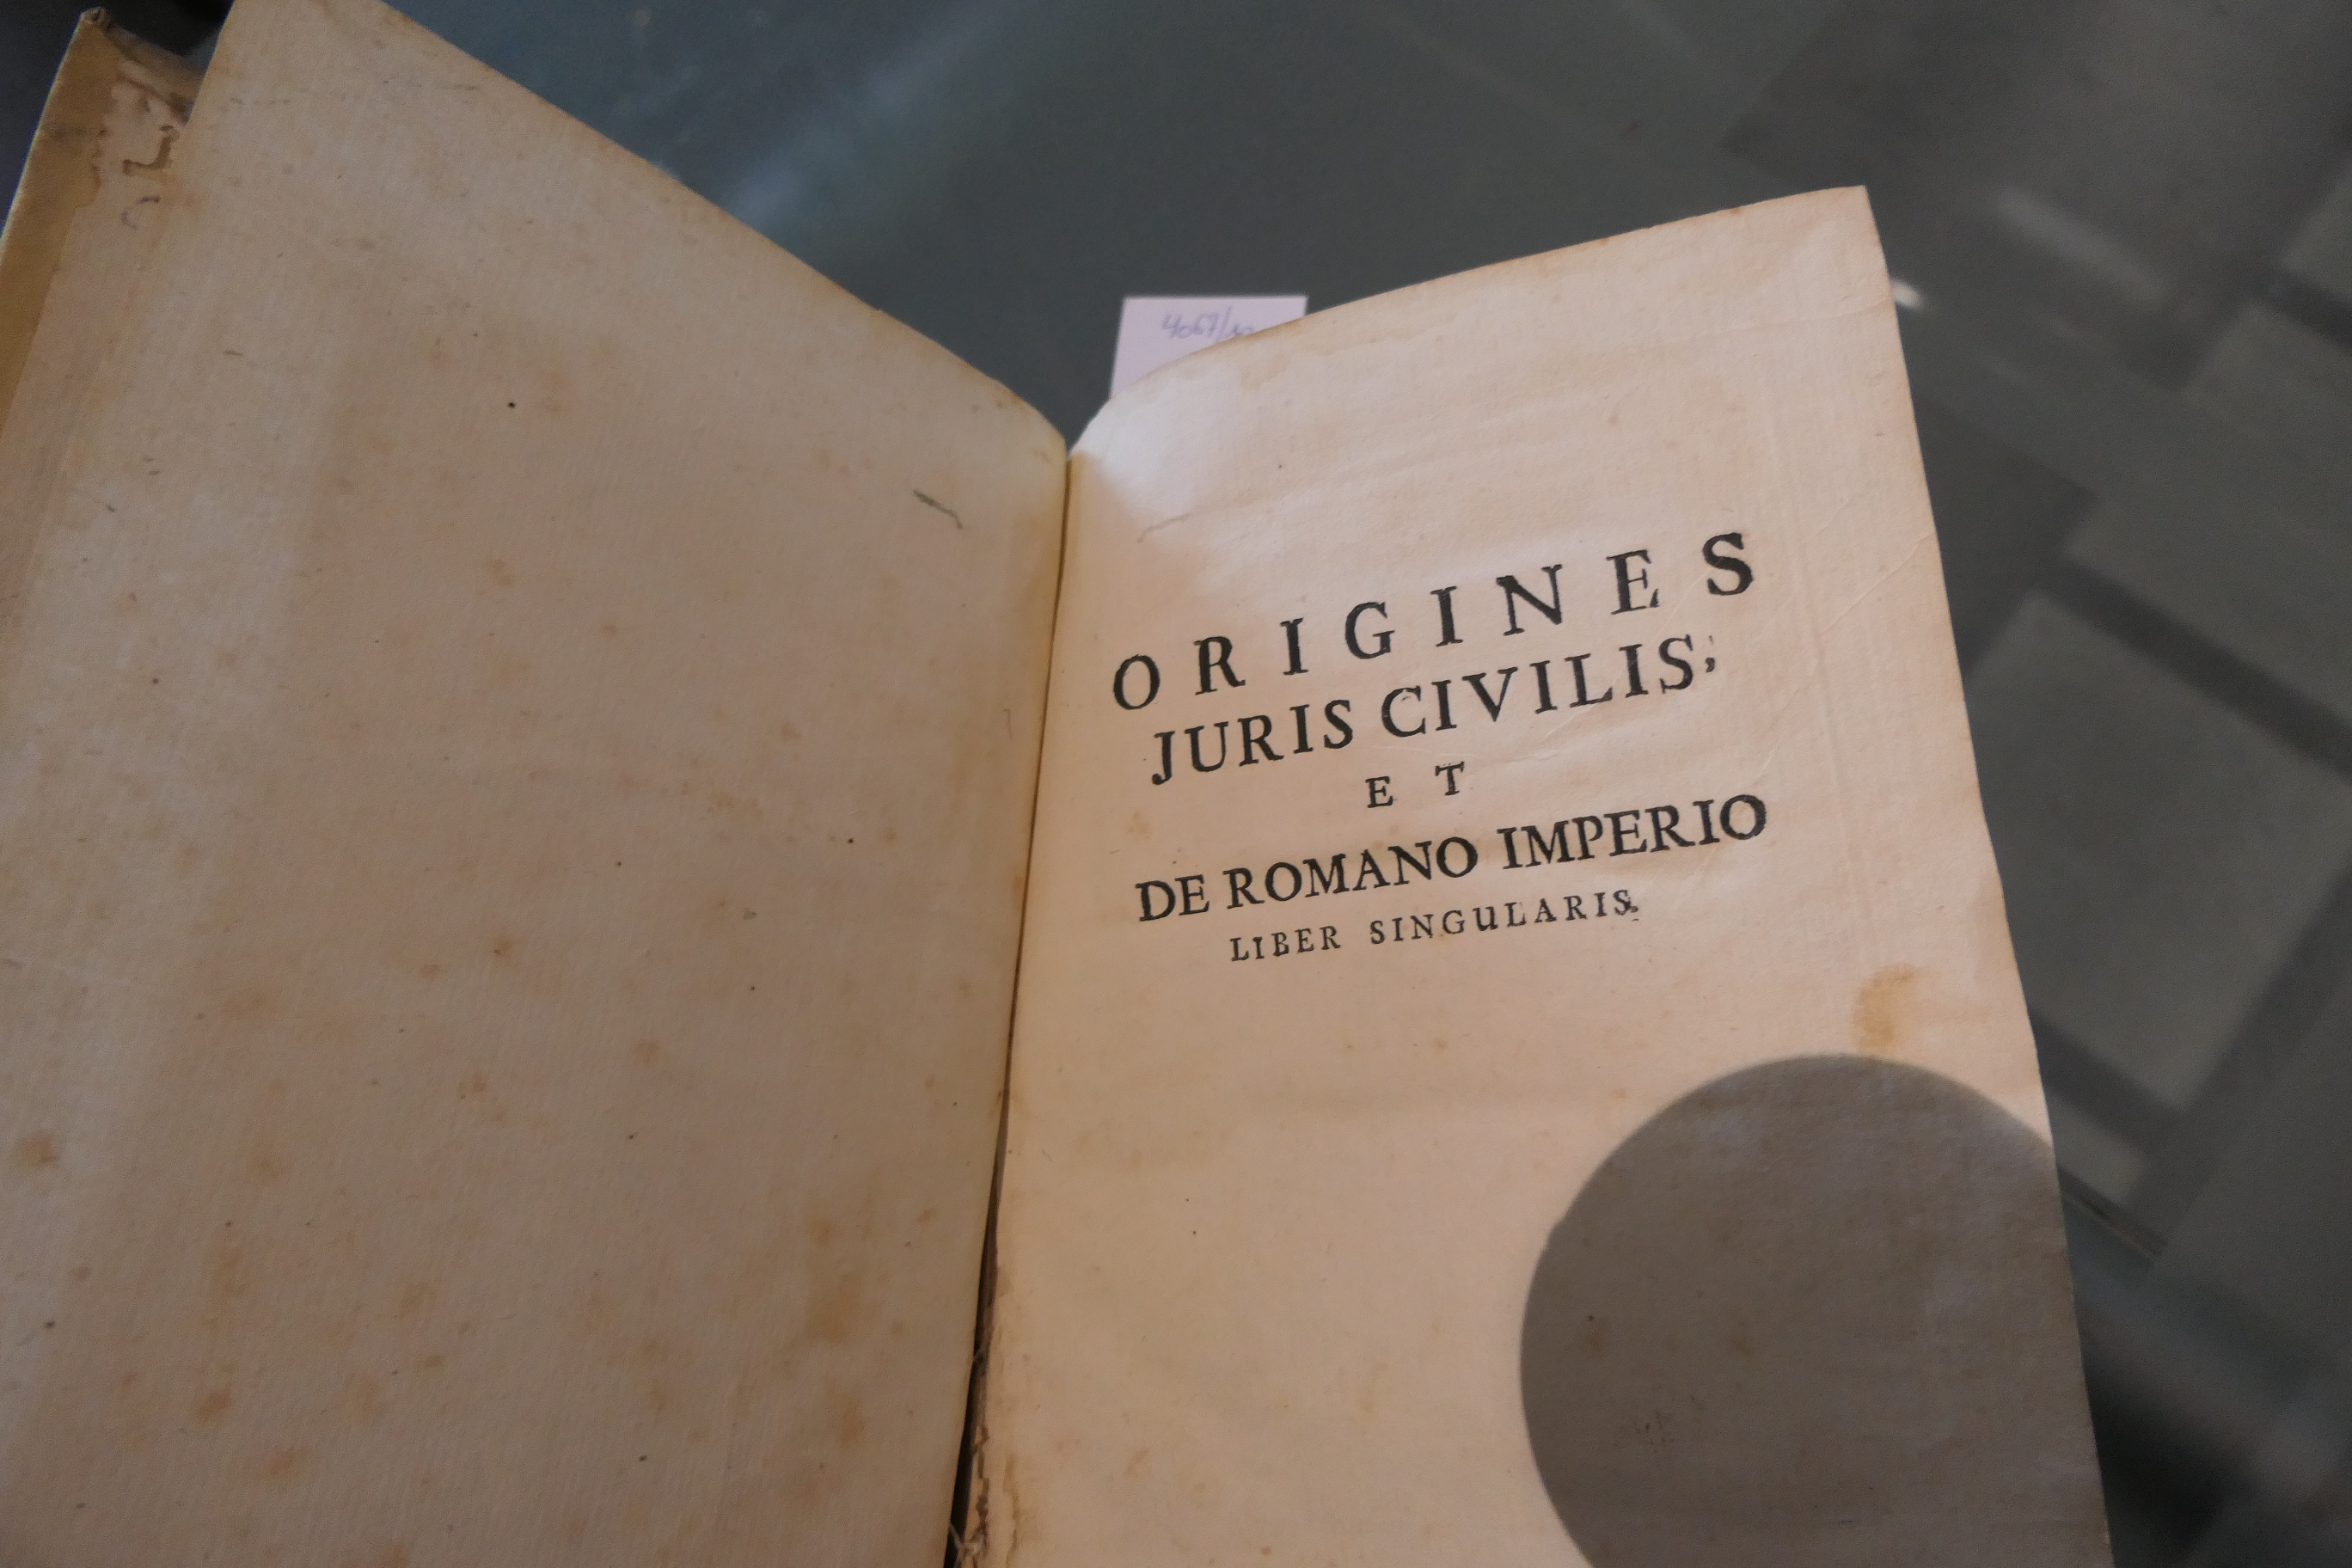 ORIGINES
JURIS CIVILIS;
ET
DE ROMANO IMPERIO
LIBER SINGULARIS.